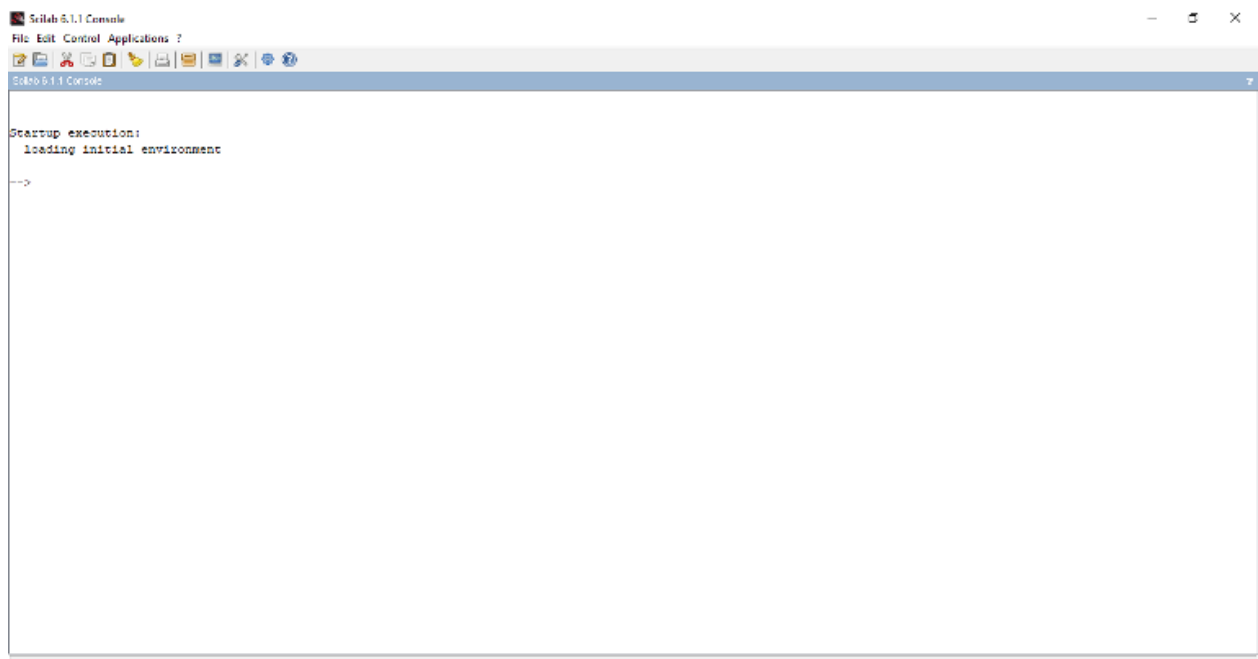 Scilab 6.1.1 Console
File Edit Control Applications ?
Scilab 6.1.1 Console
?
Startup execution:
loading initial environment
-->